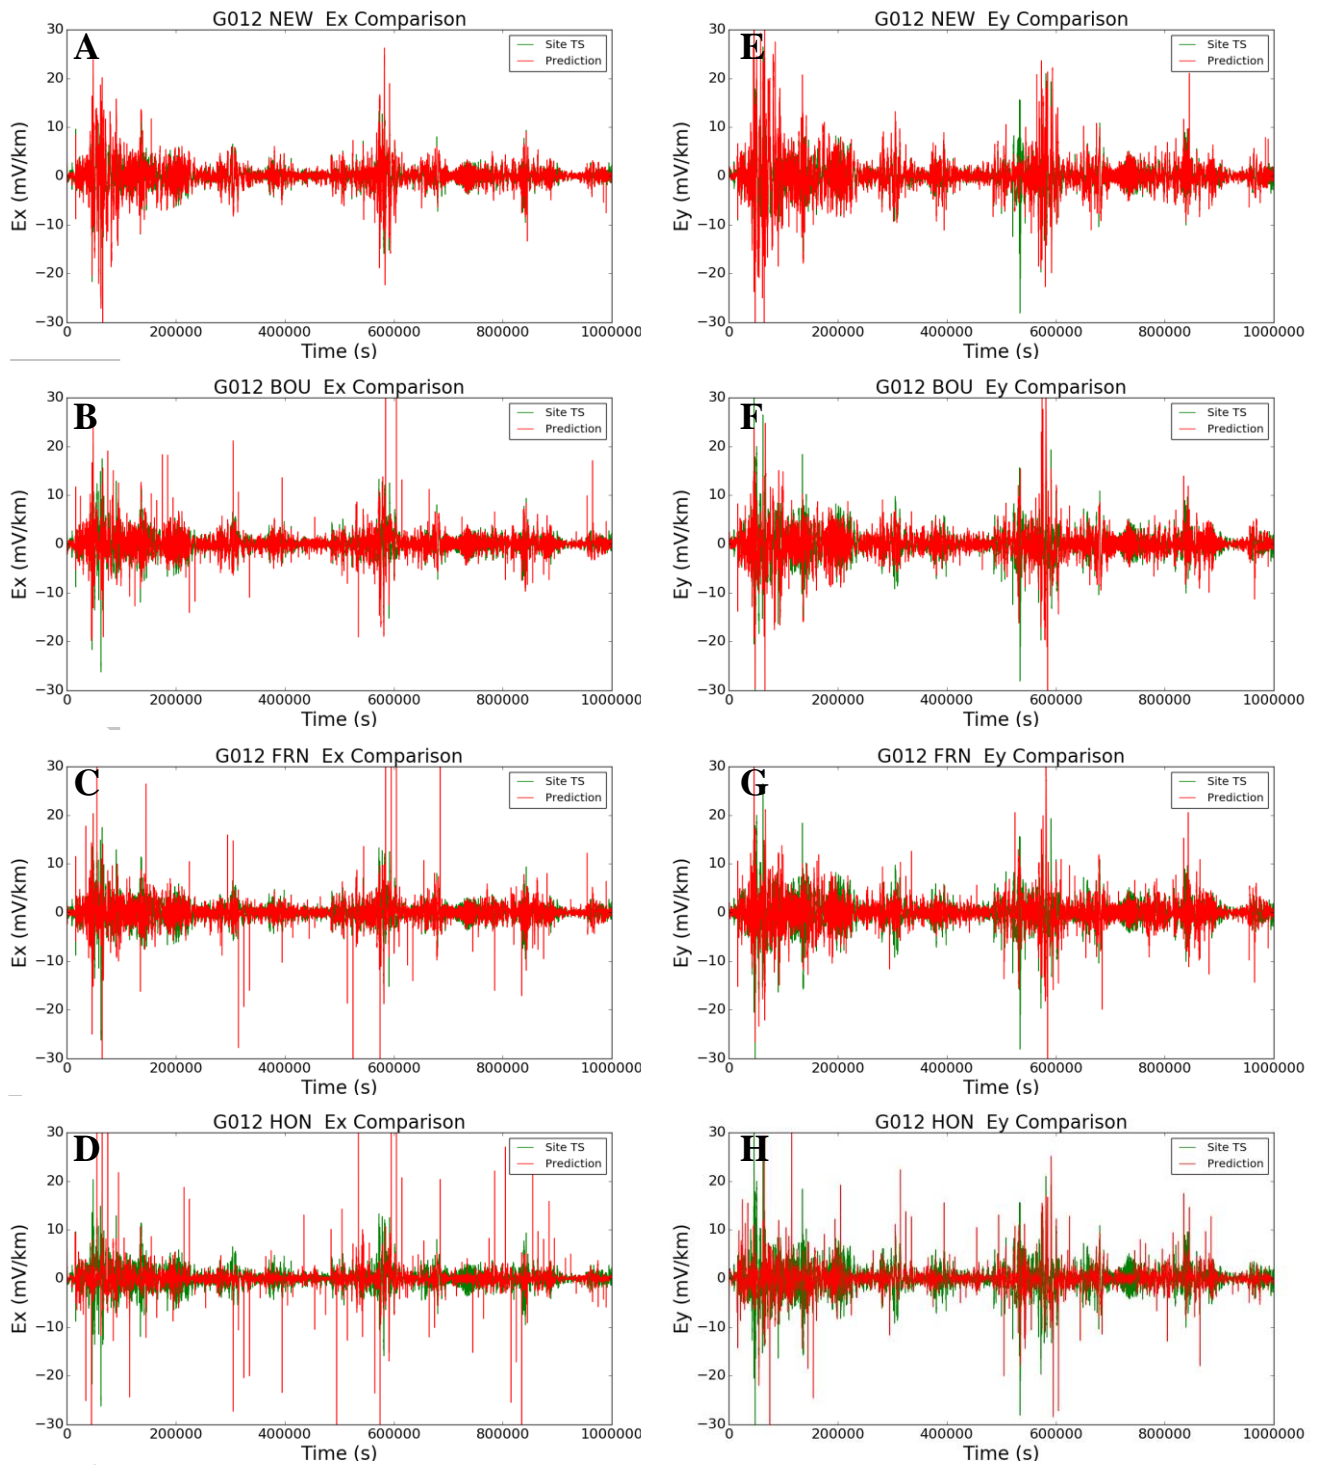 G012 NEW  Ex Comparison
A
Site TS
Prediction
30
20
10
0
−10
−20
−30
Ex (mV/km)
0 200000 400000 600000 800000 1000000
Time (s)
G012 NEW  Ey Comparison
E
Site TS
Prediction
30
20
10
0
−10
−20
−30
Ey (mV/km)
0 200000 400000 600000 800000 1000000
Time (s)
G012 BOU  Ex Comparison
B
Site TS
Prediction
30
20
10
0
−10
−20
−30
Ex (mV/km)
0 200000 400000 600000 800000 1000000
Time (s)
G012 BOU  Ey Comparison
F
Site TS
Prediction
30
20
10
0
−10
−20
−30
Ey (mV/km)
0 200000 400000 600000 800000 1000000
Time (s)
G012 FRN  Ex Comparison
C
Site TS
Prediction
30
20
10
0
−10
−20
−30
Ex (mV/km)
0 200000 400000 600000 800000 1000000
Time (s)
G012 FRN  Ey Comparison
G
Site TS
Prediction
30
20
10
0
−10
−20
−30
Ey (mV/km)
0 200000 400000 600000 800000 1000000
Time (s)
G012 HON  Ex Comparison
D
Site TS
Prediction
30
20
10
0
−10
−20
−30
Ex (mV/km)
0 200000 400000 600000 800000 1000000
Time (s)
G012 HON  Ey Comparison
H
Site TS
Prediction
30
20
10
0
−10
−20
−30
Ey (mV/km)
0 200000 400000 600000 800000 1000000
Time (s)